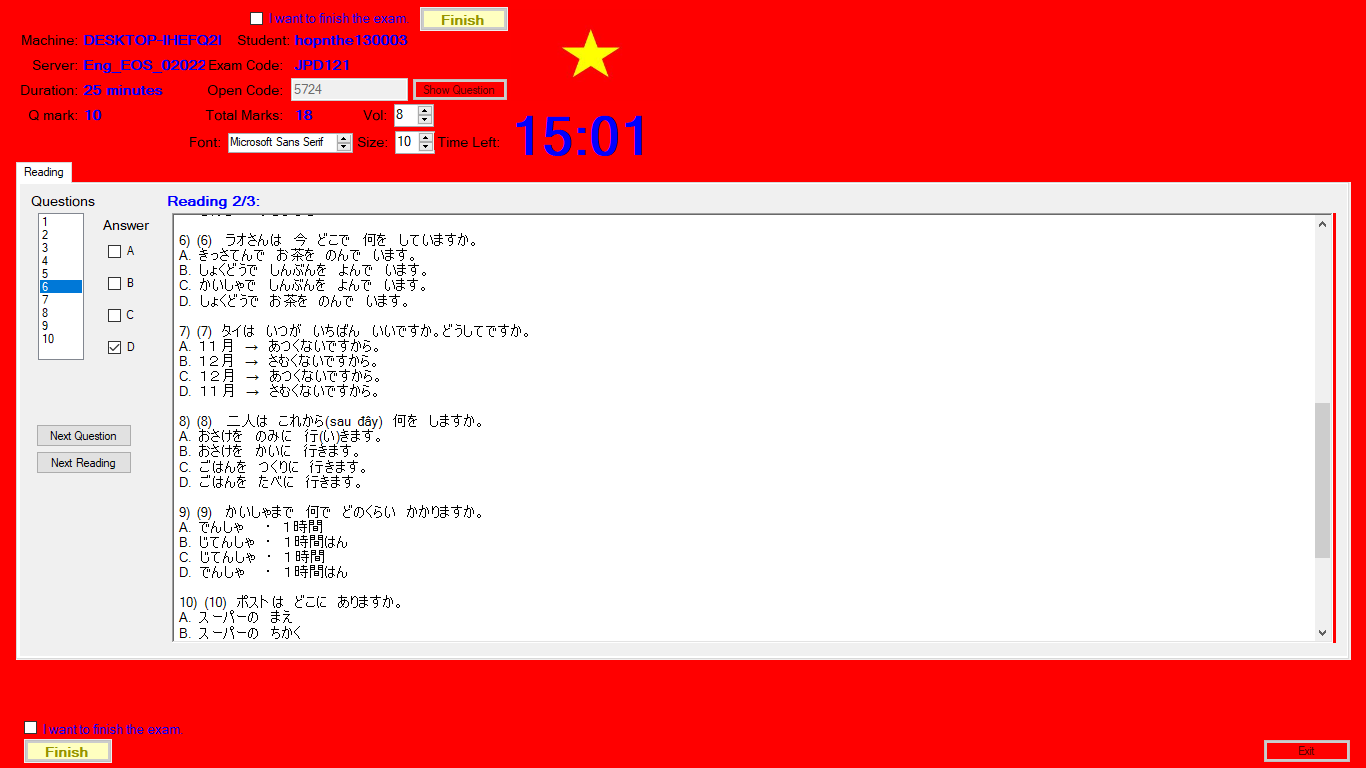 I want to finish the exam.
Finish
Machine: DESKTOP-IHEFQ2I Student: hopnthe130003
Server: Eng_EOS_02022 Exam Code: JPD121
Duration: 25 minutes Open Code: 5724 Show Question
Q mark: 10 Total Marks: 18 Vol: 8
Font: Microsoft Sans Serif Size: 10 Time Left: 15:01
Reading
Questions
Reading 2/3:
1
2
3
4
5
6
7
8
9
10
Answer
A
B
C
D
Next Question
Next Reading
6) (6) ラオさんは 今 どこで 何を していますか。
A. きっさてんで お茶を のんで います。
B. しょくどうで しんぶんを よんで います。
C. かいしゃで しんぶんを よんで います。
D. しょくどうで お茶を のんで います。
7) (7) タイは いつが いちばん いいですか。どうしてですか。
A. 11月 → あつくないですから。
B. 12月 → さむくないですから。
C. 12月 → あつくないですから。
D. 11月 → さむくないですから。
8) (8) 二人は これから(sau đây) 何を しますか。
A. おさけを のみに 行(い)きます。
B. おさけを かいに 行きます。
C. ごはんを つくりに 行きます。
D. ごはんを たべに 行きます。
9) (9) かいしゃまで 何で どのくらい かかりますか。
A. でんしゃ ・ 1時間
B. じてんしゃ ・ 1時間はん
C. じてんしゃ ・ 1時間
D. でんしゃ ・ 1時間はん
10) (10) ポストは どこに ありますか。
A. スーパーの まえ
B. スーパーの ちかく
I want to finish the exam.
Finish
Exit